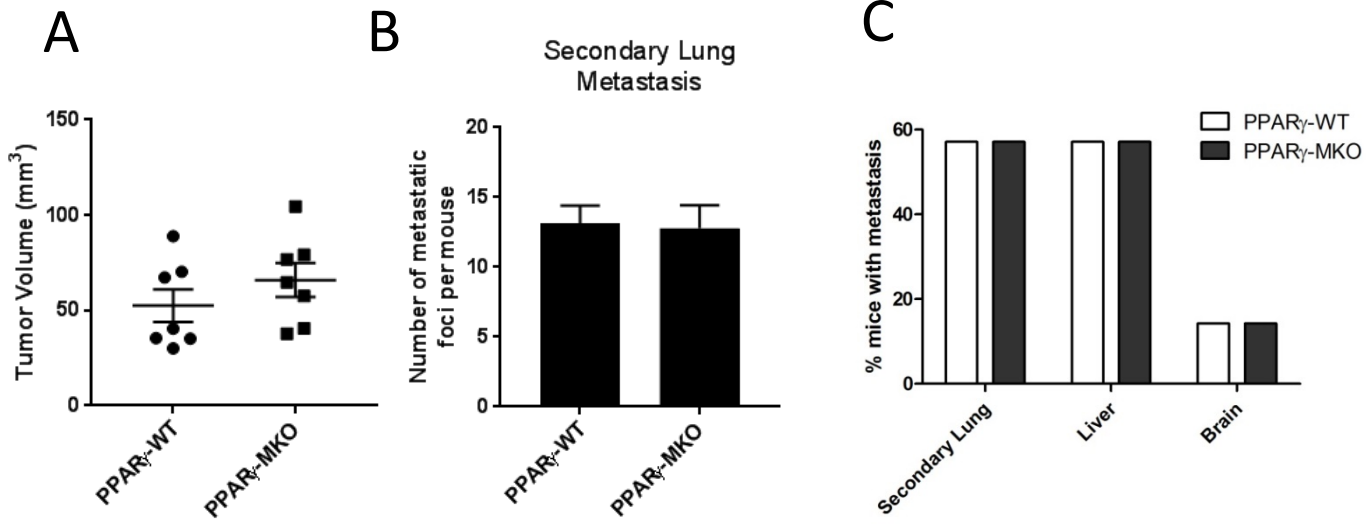 A
Tumor Volume (mm³)
150
100
50
0
PPARγ-WT
PPARγ-MKO
B
Secondary Lung
Metastasis
Number of metastatic
foci per mouse
20
15
10
5
0
PPARγ-WT
PPARγ-MKO
C
% mice with metastasis
60
40
20
0
Secondary Lung
Liver
Brain
PPARγ-WT
PPARγ-MKO